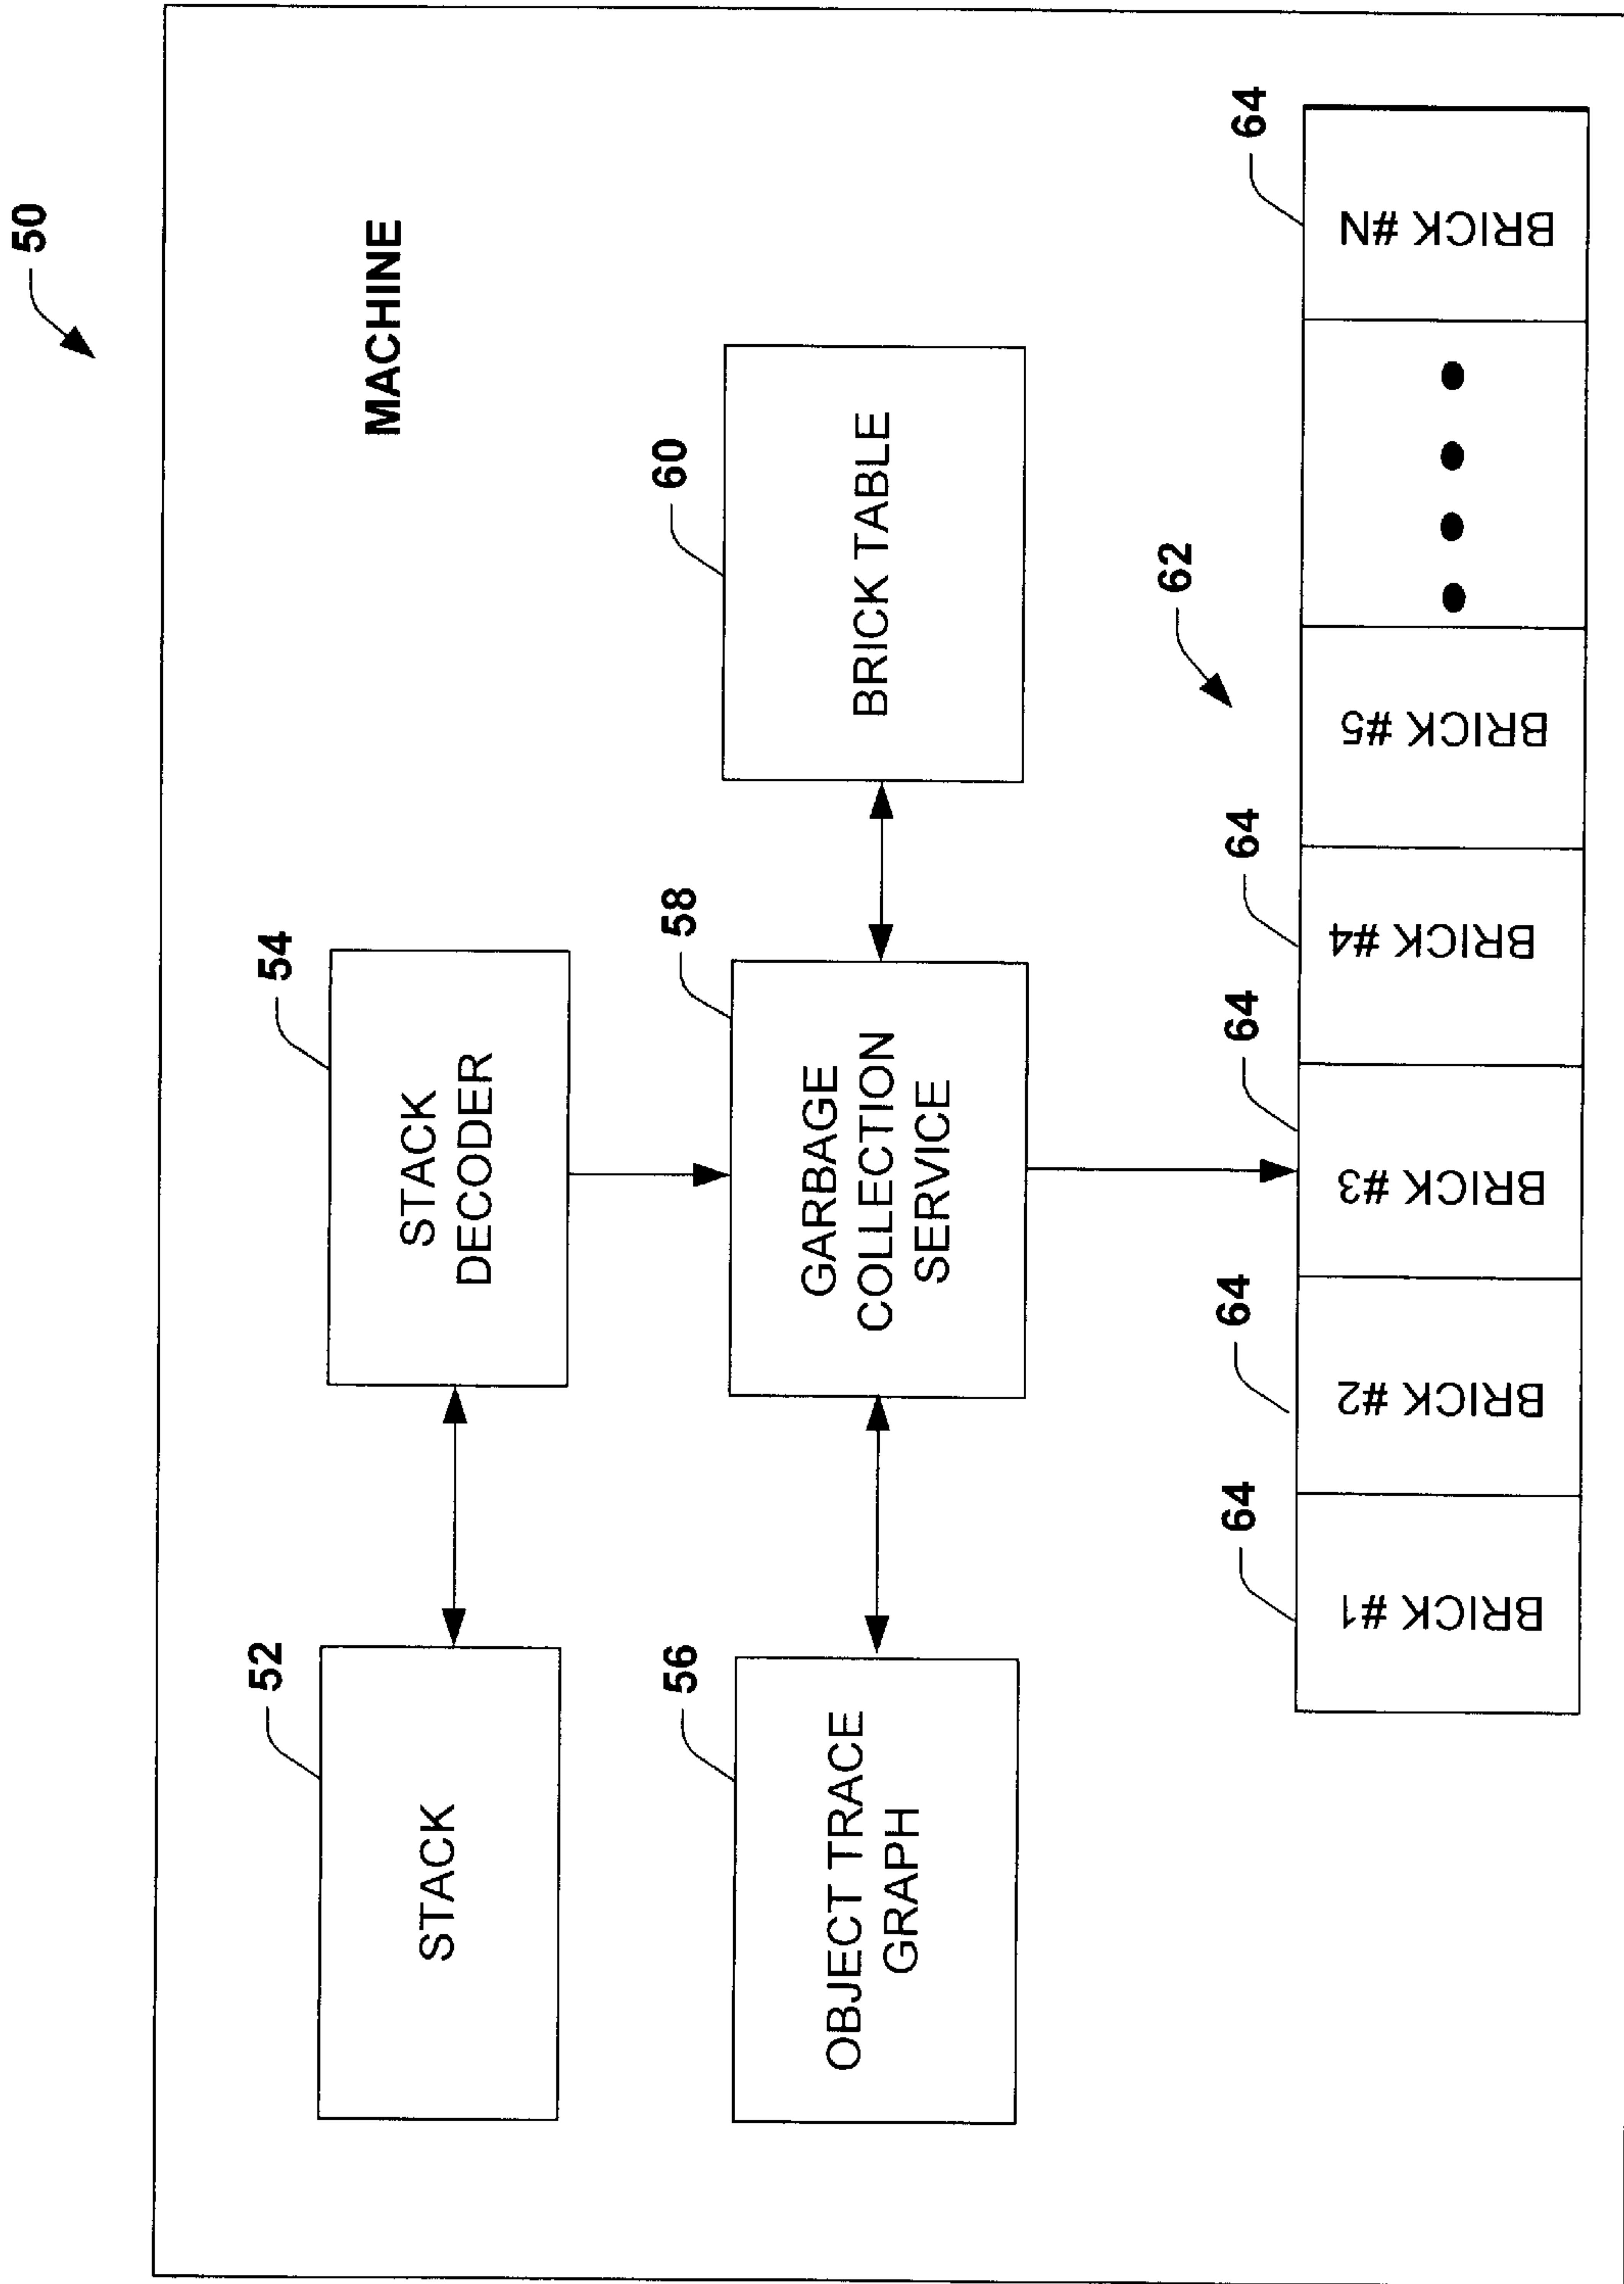 50
MACHINE
52
STACK
54
STACK
DECODER
56
OBJECT TRACE
GRAPH
58
GARBAGE
COLLECTION
SERVICE
60
BRICK TABLE
62
64
64
64
64
64
BRICK #1
BRICK #2
BRICK #3
BRICK #4
BRICK #5
BRICK #N